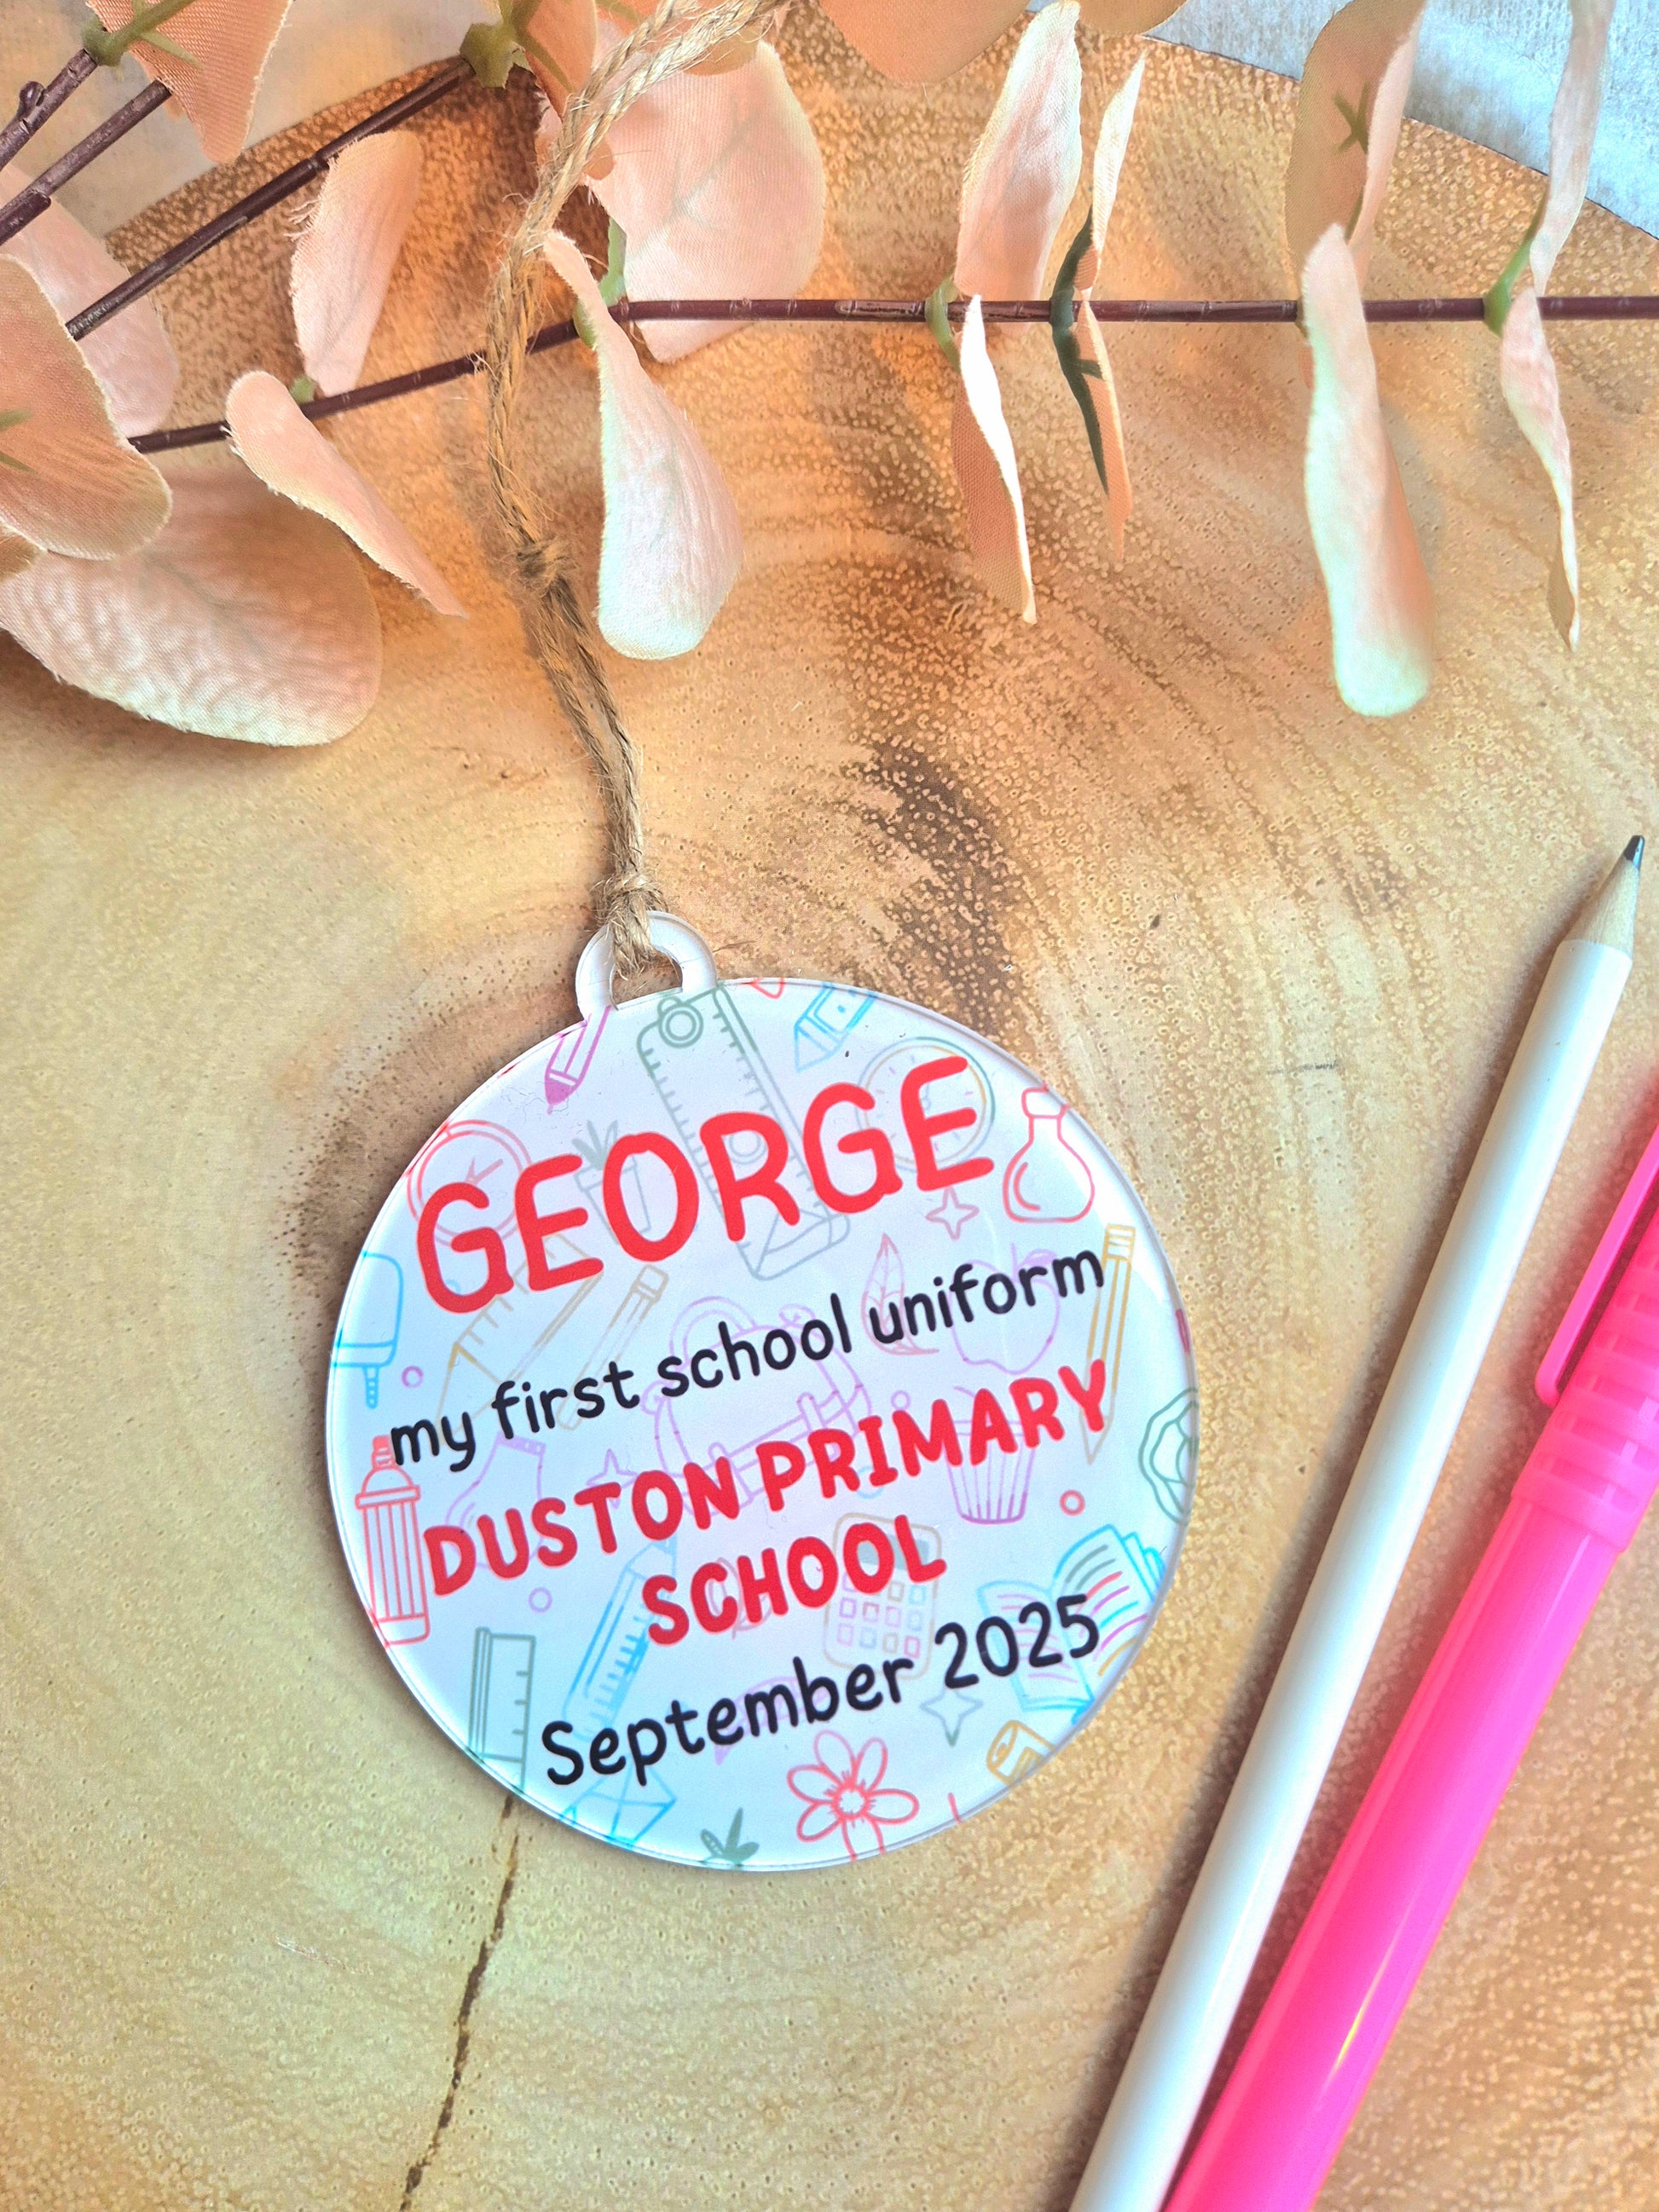 GEORGE
my first school uniform
DUSTON PRIMARY
SCHOOL
September 2025